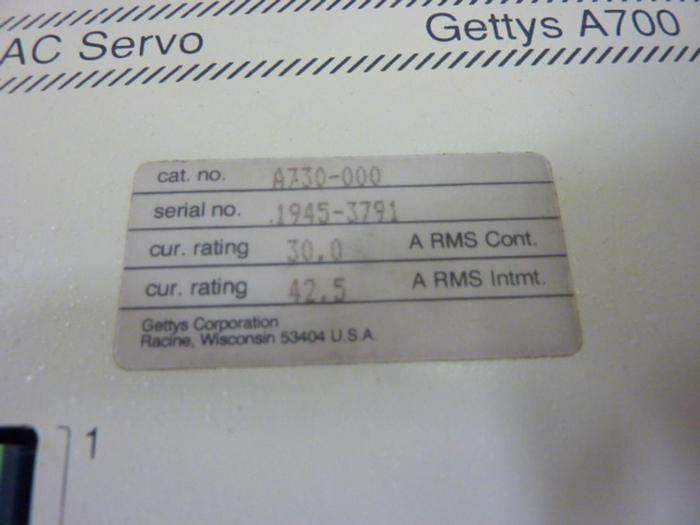 AC Servo Gettys A700
cat. no. A730-000
serial no. 1945-3791
cur. rating 30.0 A RMS Cont.
cur. rating 42.5 A RMS Intmt.
Gettys Corporation
Racine, Wisconsin 53404 U.S.A.
1